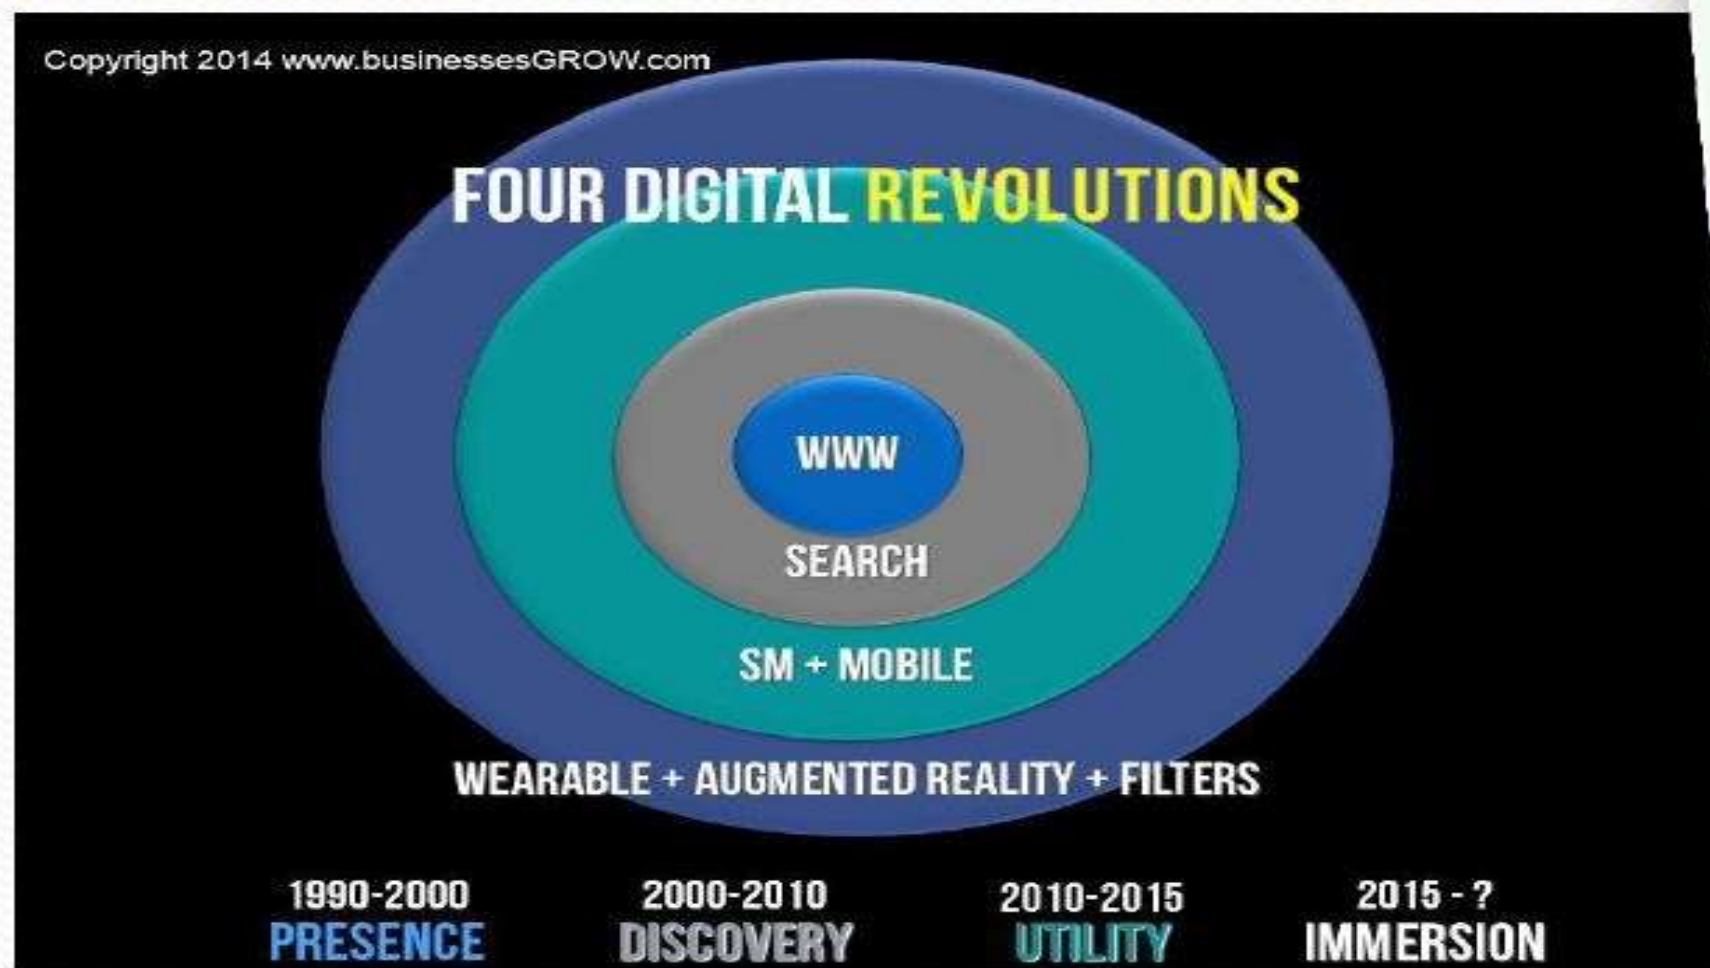 Copyright 2014 www.businessesGROW.com
FOUR DIGITAL REVOLUTIONS
WWW
SEARCH
SM + MOBILE
WEARABLE + AUGMENTED REALITY + FILTERS
1990-2000
PRESENCE
2000-2010
DISCOVERY
2010-2015
UTILITY
2015 - ?
IMMERSION